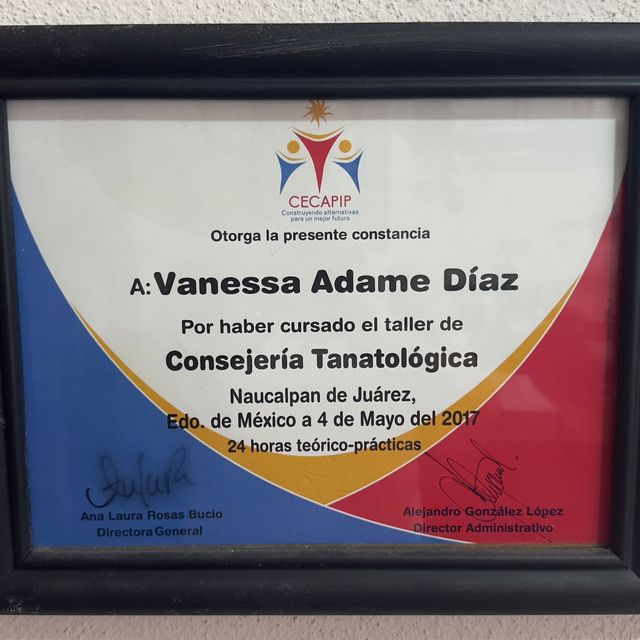 CECAPIP
Construyendo alternativas
para un mejor futuro
Otorga la presente constancia
A: Vanessa Adame Díaz
Por haber cursado el taller de
Consejería Tanatológica
Naucalpan de Juárez,
Edo. de México a 4 de Mayo del 2017
24 horas teórico-prácticas
Ana Laura Rosas Bucio
Directora General
Alejandro González López
Director Administrativo